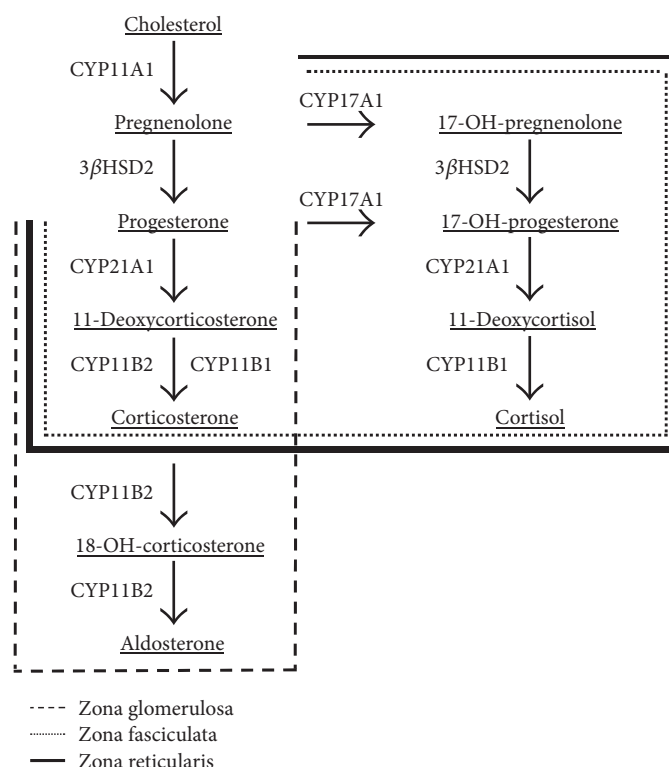 Cholesterol
CYP11A1
CYP17A1
Pregnenolone
17-OH-pregnenolone
3βHSD2
3βHSD2
CYP17A1
Progesterone
17-OH-progesterone
CYP21A1
CYP21A1
11-Deoxycorticosterone
11-Deoxycortisol
CYP11B2
CYP11B1
CYP11B1
Corticosterone
Cortisol
CYP11B2
18-OH-corticosterone
CYP11B2
Aldosterone
Zona glomerulosa
Zona fasciculata
Zona reticularis